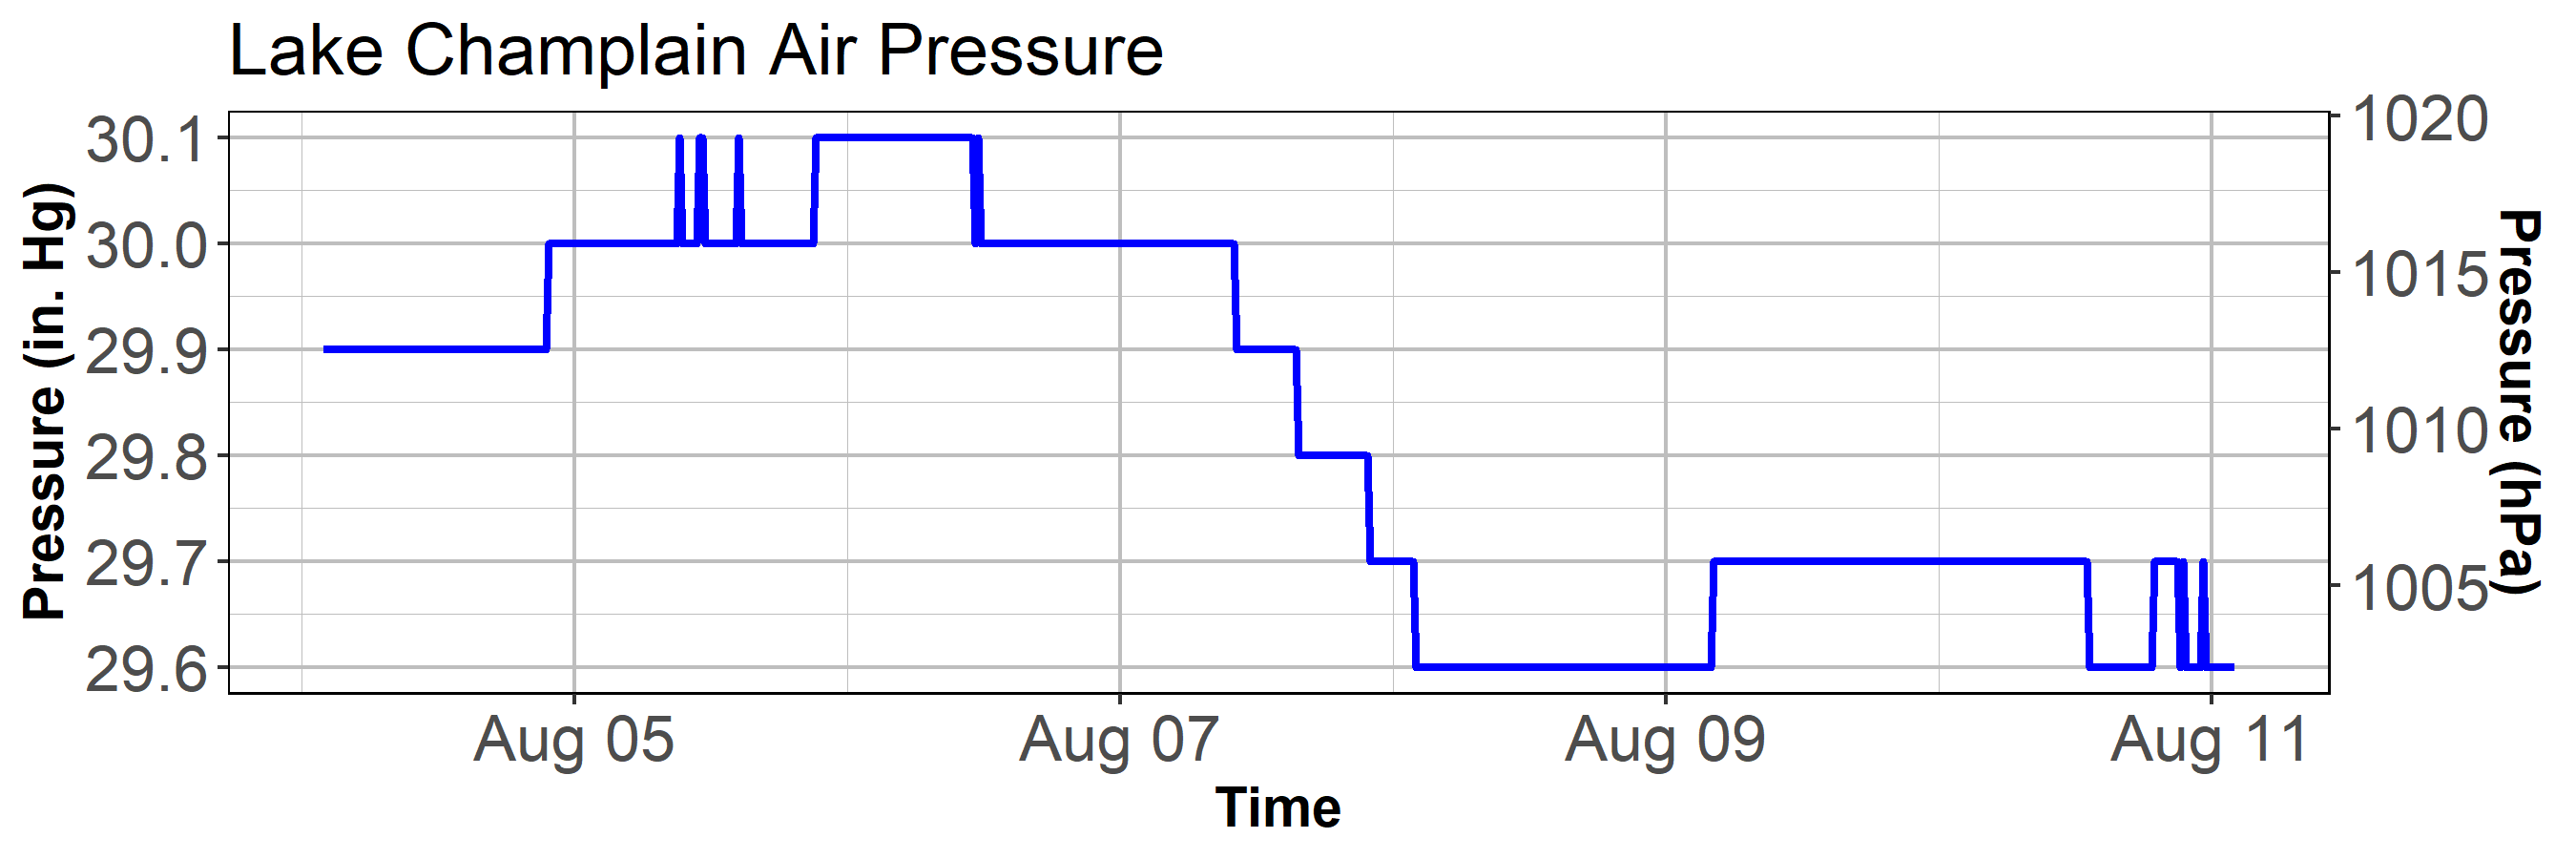 Lake Champlain Air Pressure
30.1
30.0
29.9
29.8
29.7
29.6
Pressure (in. Hg)
1020
1015
1010
1005
Pressure (hPa)
Aug 05 Aug 07 Aug 09 Aug 11
Time